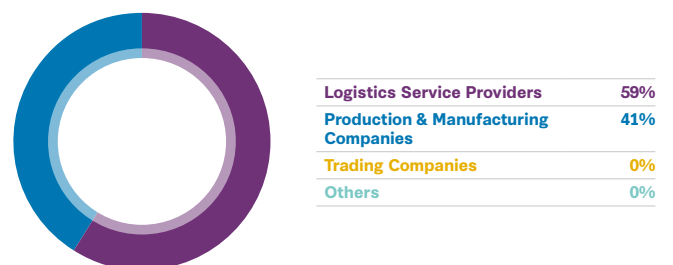 Logistics Service Providers 59%
Production & Manufacturing 41%
Companies
Trading Companies 0%
Others 0%